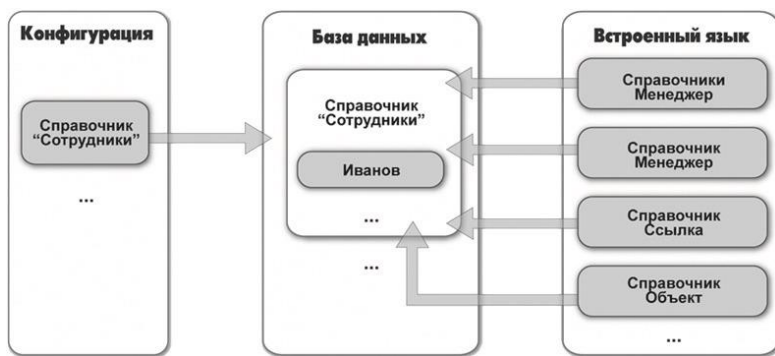 Конфигурация
Справочник
“Сотрудники”
...
База данных
Справочник
“Сотрудники”
Иванов
...
...
Встроенный язык
Справочники
Менеджер
Справочник
Менеджер
Справочник
Ссылка
Справочник
Объект
...